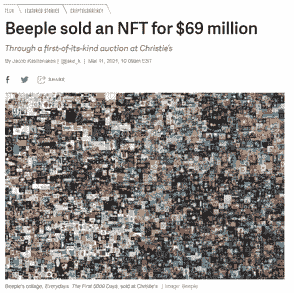 TECH \ FEATURED STORIES \ CRYPTOCURRENCY
Beeple sold an NFT for $69 million
Through a first-of-its-kind auction at Christie's
By Jacob Kastrenakes | Mar 11, 2021, 10:09am EST
SHARE
Beeple's collage, Everydays: The First 5000 Days, sold at Christie's. | Image: Beeple